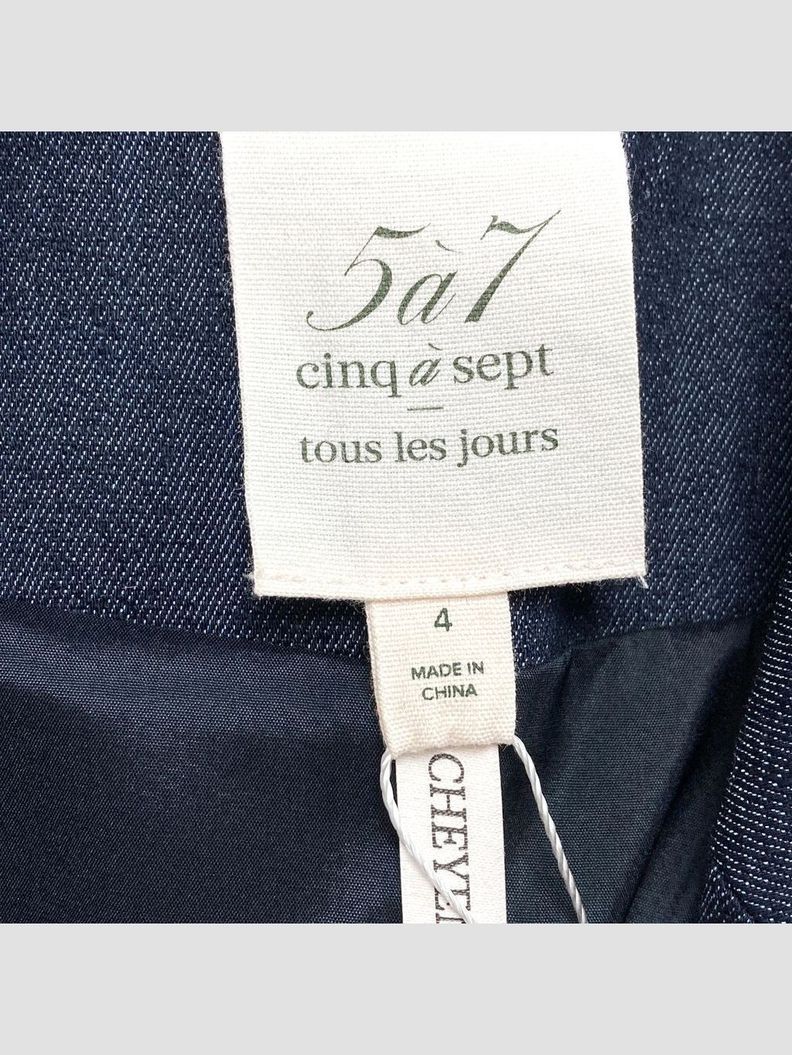 5à7
cinq à sept
tous les jours
4
MADE IN
CHINA